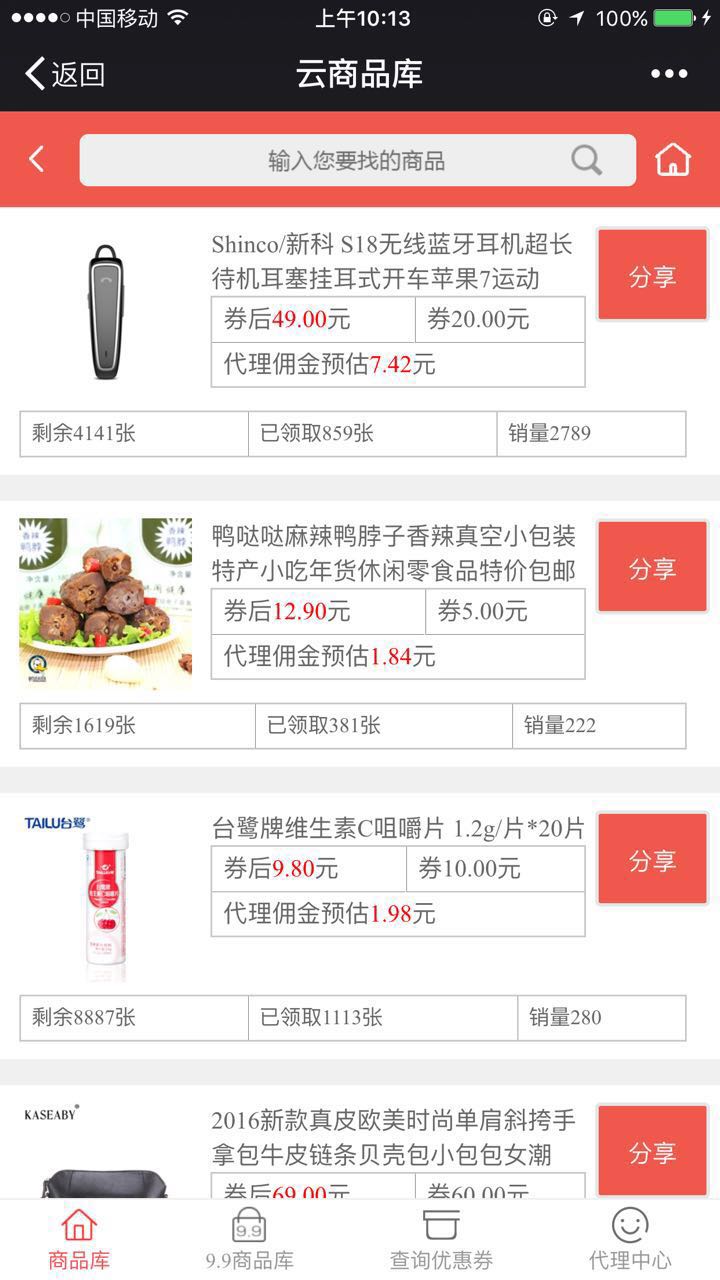 中国移动 上午10:13 100%
返回 云商品库
输入您要找的商品
Shinco/新科 S18无线蓝牙耳机超长
待机耳塞挂耳式开车苹果7运动
分享
券后49.00元 券20.00元
代理佣金预估7.42元
剩余4141张 已领取859张 销量2789
香辣
鸭脖
鸭哒哒麻辣鸭脖子香辣真空小包装
特产小吃年货休闲零食品特价包邮
分享
券后12.90元 券5.00元
代理佣金预估1.84元
剩余1619张 已领取381张 销量222
TAILU台鹭
台鹭牌维生素C咀嚼片 1.2g/片*20片
分享
券后9.80元 券10.00元
代理佣金预估1.98元
剩余8887张 已领取1113张 销量280
KASEABY
2016新款真皮欧美时尚单肩斜挎手
拿包牛皮链条贝壳包小包包女潮
分享
券后69.00元 券60.00元
9.9
商品库 9.9商品库 查询优惠券 代理中心